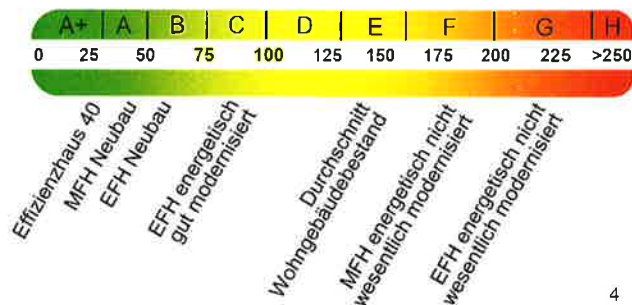 A+ A B C D E F G H
0 25 50 75 100 125 150 175 200 225 >250
Effizienzhaus 40
MFH Neubau
EFH Neubau
EFH energetisch
gut modernisiert
Durchschnitt
Wohngebäudebestand
MFH energetisch nicht
wesentlich modernisiert
EFH energetisch nicht
wesentlich modernisiert
4